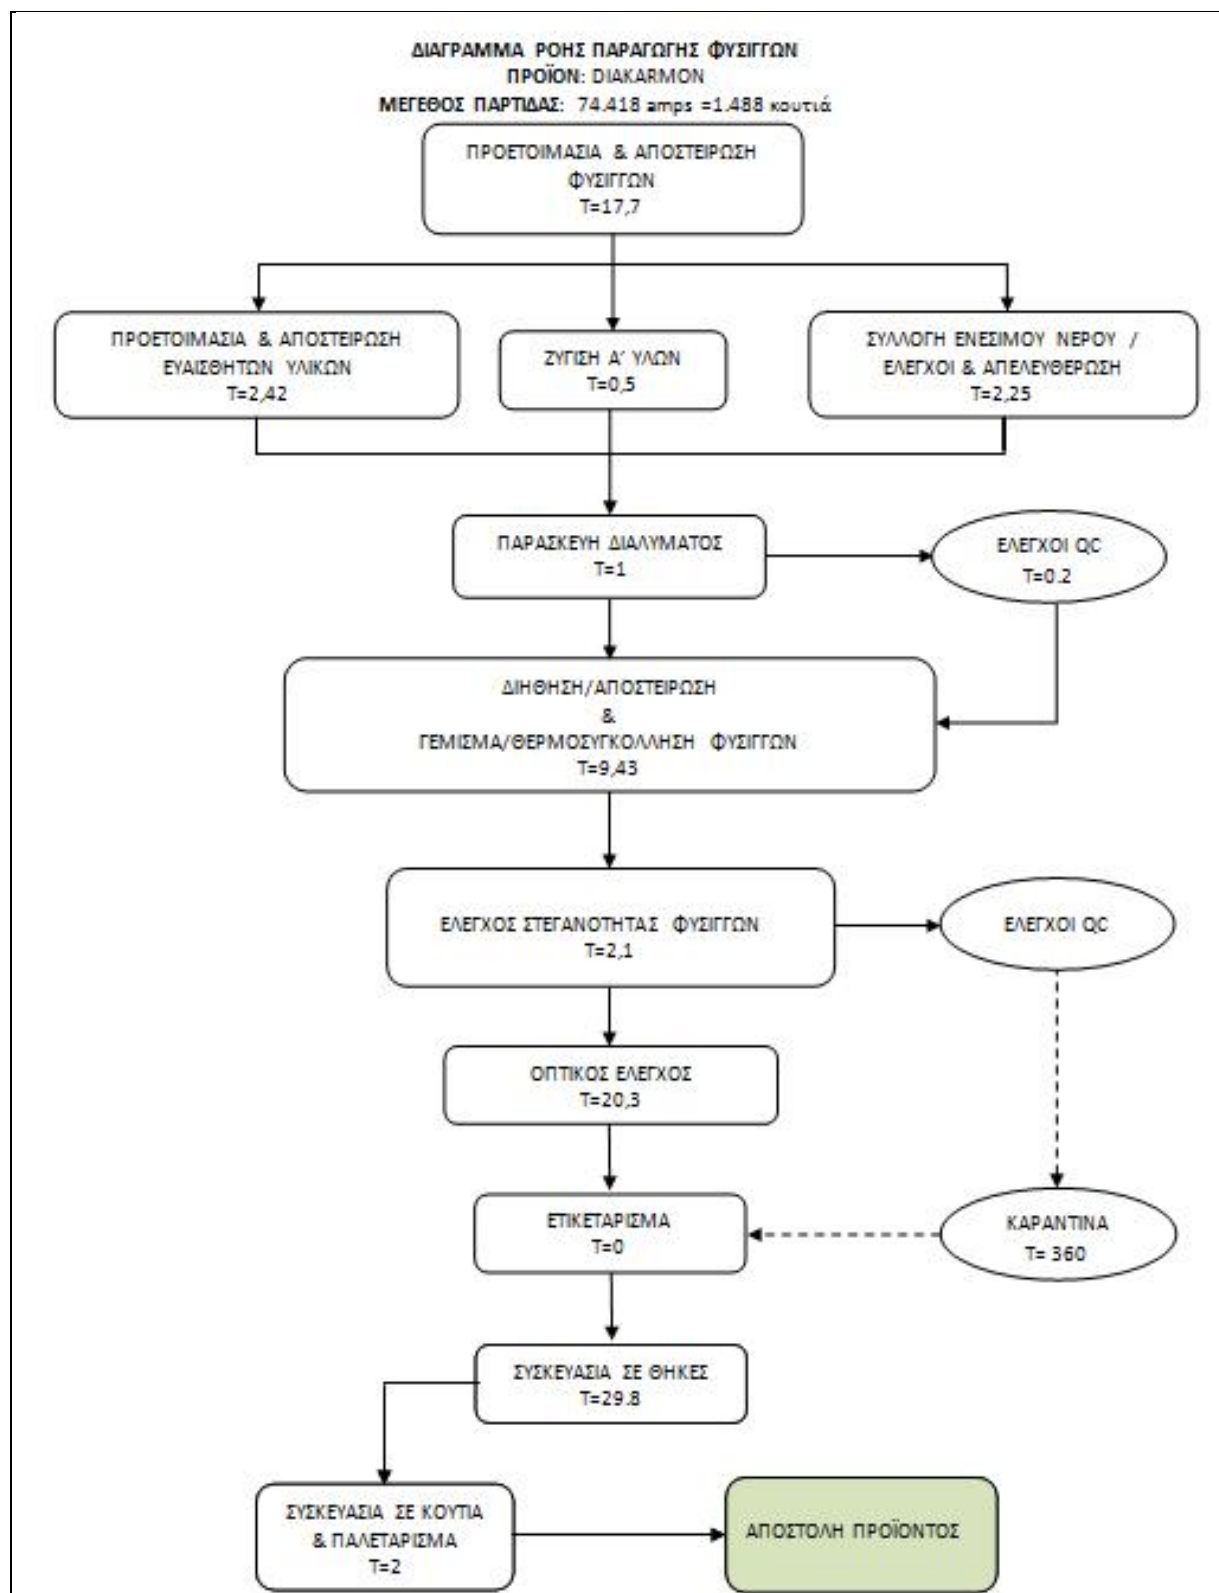 ΔΙΑΓΡΑΜΜΑ ΡΟΗΣ ΠΑΡΑΓΩΓΗΣ ΦΥΣΙΓΓΩΝ
ΠΡΟΪΟΝ: DIAKARMON
ΜΕΓΕΘΟΣ ΠΑΡΤΙΔΑΣ: 74.418 amps =1.488 κουτιά
ΠΡΟΕΤΟΙΜΑΣΙΑ & ΑΠΟΣΤΕΙΡΩΣΗ
ΦΥΣΙΓΓΩΝ
T=17,7
ΠΡΟΕΤΟΙΜΑΣΙΑ & ΑΠΟΣΤΕΙΡΩΣΗ
ΕΥΑΙΣΘΗΤΩΝ ΥΛΙΚΩΝ
T=2,42
ΖΥΓΙΣΗ Α' ΥΛΩΝ
T=0,5
ΣΥΛΛΟΓΗ ΕΝΕΣΙΜΟΥ ΝΕΡΟΥ /
ΕΛΕΓΧΟΙ & ΑΠΕΛΕΥΘΕΡΩΣΗ
T=2,25
ΠΑΡΑΣΚΕΥΗ ΔΙΑΛΥΜΑΤΟΣ
T=1
ΕΛΕΓΧΟΙ QC
T=0.2
ΔΙΗΘΗΣΗ/ΑΠΟΣΤΕΙΡΩΣΗ
&
ΓΕΜΙΣΜΑ/ΘΕΡΜΟΣΥΓΚΟΛΛΗΣΗ ΦΥΣΙΓΓΩΝ
T=9,43
ΕΛΕΓΧΟΣ ΣΤΕΓΑΝΟΤΗΤΑΣ ΦΥΣΙΓΓΩΝ
T=2,1
ΕΛΕΓΧΟΙ QC
ΟΠΤΙΚΟΣ ΕΛΕΓΧΟΣ
T=20,3
ΕΤΙΚΕΤΑΡΙΣΜΑ
T=0
ΚΑΡΑΝΤΙΝΑ
T= 360
ΣΥΣΚΕΥΑΣΙΑ ΣΕ ΘΗΚΕΣ
T=29.8
ΣΥΣΚΕΥΑΣΙΑ ΣΕ ΚΟΥΤΙΑ
& ΠΑΛΕΤΑΡΙΣΜΑ
T=2
ΑΠΟΣΤΟΛΗ ΠΡΟΪΟΝΤΟΣ